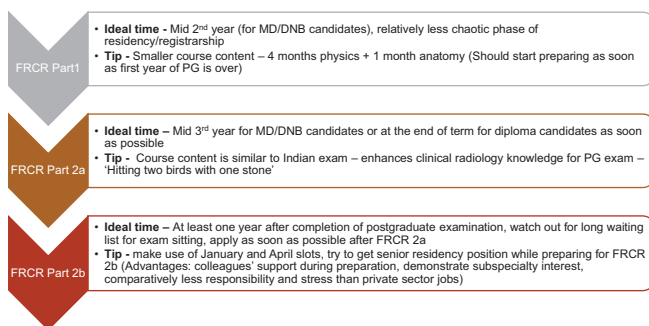 • Ideal time - Mid 2nd year (for MD/DNB candidates), relatively less chaotic phase of
residency/registrarship
• Tip - Smaller course content – 4 months physics + 1 month anatomy (Should start preparing as soon
as first year of PG is over)
FRCR Part1
• Ideal time – Mid 3rd year for MD/DNB candidates or at the end of term for diploma candidates as soon
as possible
• Tip - Course content is similar to Indian exam – enhances clinical radiology knowledge for PG exam –
‘Hitting two birds with one stone’
FRCR Part 2a
• Ideal time – At least one year after completion of postgraduate examination, watch out for long waiting
list for exam sitting, apply as soon as possible after FRCR 2a
• Tip - make use of January and April slots, try to get senior residency position while preparing for FRCR
2b (Advantages: colleagues’ support during preparation, demonstrate subspecialty interest,
comparatively less responsibility and stress than private sector jobs)
FRCR Part 2b